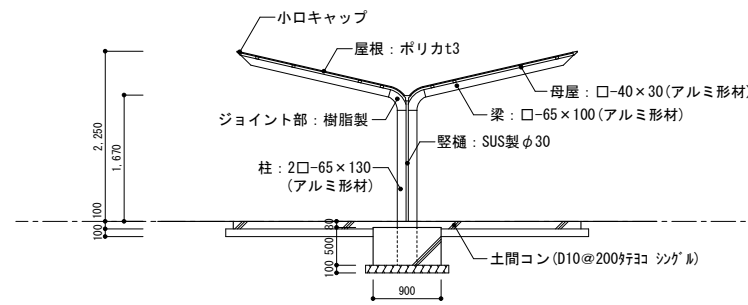 小口キャップ
屋根：ポリカt3
母屋：口-40×30(アルミ形材)
梁：口-65×100(アルミ形材)
ジョイント部：樹脂製
竪樋：SUS製φ30
柱：2口-65×130
(アルミ形材)
2,250
1,670
100
100
80
500
100
土間コン(D10@200ﾀﾃﾖｺ ｼﾝｸﾞﾙ)
900